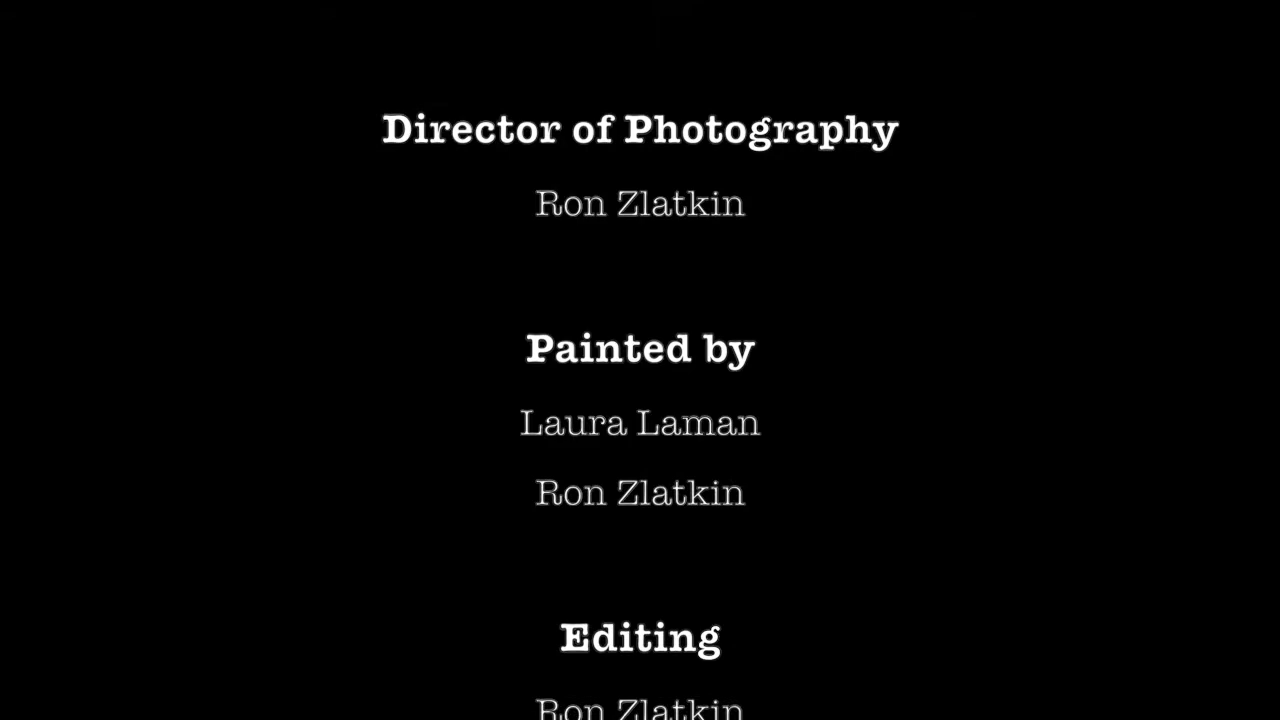 Director of Photography
Ron Zlatkin
Painted by
Laura Laman
Ron Zlatkin
Editing
Ron Zlatkin